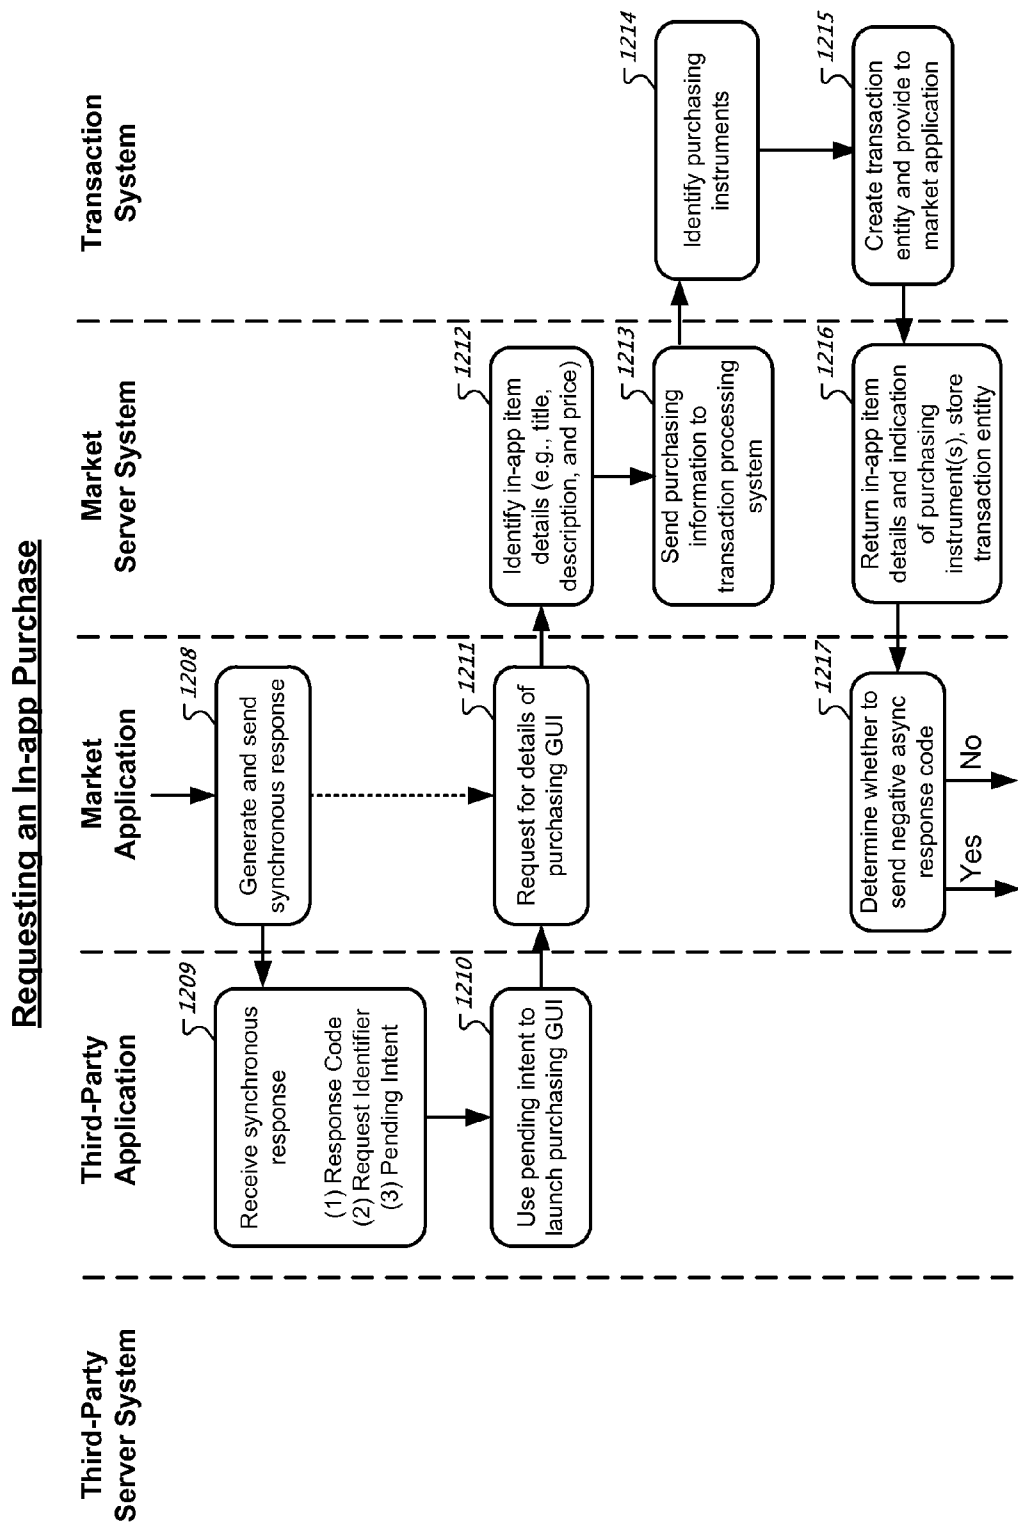 Requesting an In-app Purchase
Third-Party
Server System
Third-Party
Application
Market
Application
Market
Server System
Transaction
System
1208
Generate and send
synchronous response
1209
Receive synchronous
response
(1) Response Code
(2) Request Identifier
(3) Pending Intent
1210
Use pending intent to
launch purchasing GUI
1211
Request for details of
purchasing GUI
1212
Identify in-app item
details (e.g., title,
description, and price)
1213
Send purchasing
information to
transaction processing
system
1214
Identify purchasing
instruments
1215
Create transaction
entity and provide to
market application
1216
Return in-app item
details and indication
of purchasing
instrument(s), store
transaction entity
1217
Determine whether to
send negative async
response code
Yes
No